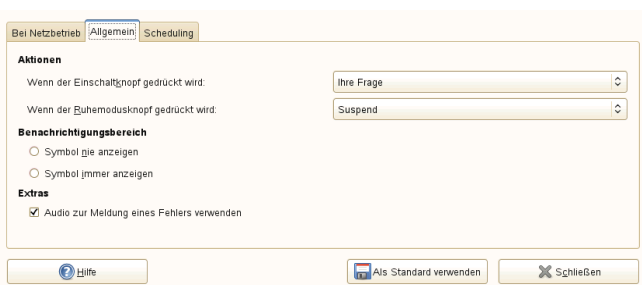 Bei Netzbetrieb Allgemein Scheduling
Aktionen
Wenn der Einschaltknopf gedrückt wird: Ihre Frage
Wenn der Ruhemodusknopf gedrückt wird: Suspend
Benachrichtigungsbereich
Symbol nie anzeigen
Symbol immer anzeigen
Extras
Audio zur Meldung eines Fehlers verwenden
Hilfe Als Standard verwenden Schließen